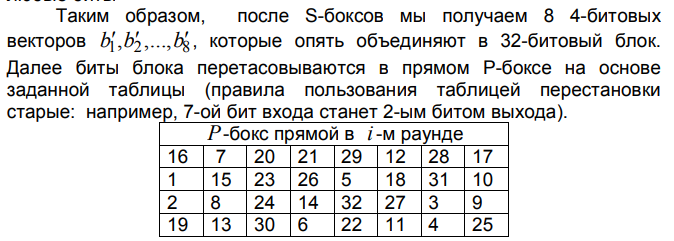 Таким образом, после S-боксов мы получаем 8 4-битовых
векторов b′₁,b′₂,...,b′₈, которые опять объединяют в 32-битовый блок.
Далее биты блока перетасовываются в прямом P-боксе на основе
заданной таблицы (правила пользования таблицей перестановки
старые: например, 7-ой бит входа станет 2-ым битом выхода).
P-бокс прямой в i-м раунде
16 7 20 21 29 12 28 17
1 15 23 26 5 18 31 10
2 8 24 14 32 27 3 9
19 13 30 6 22 11 4 25